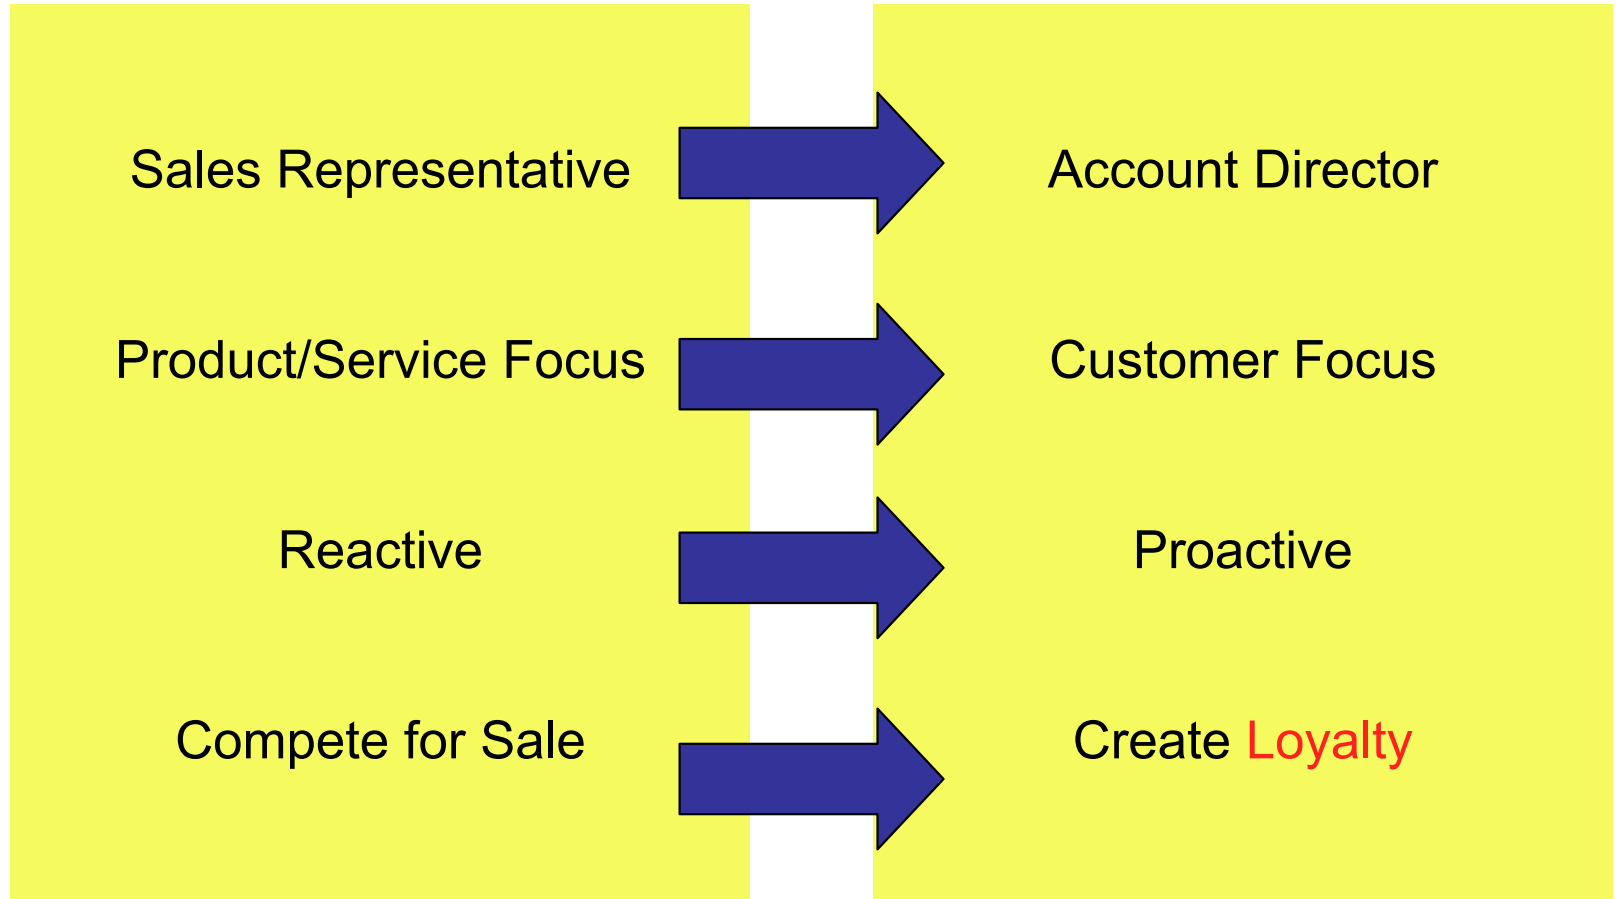 Sales Representative
Account Director
Product/Service Focus
Customer Focus
Reactive
Proactive
Compete for Sale
Create Loyalty